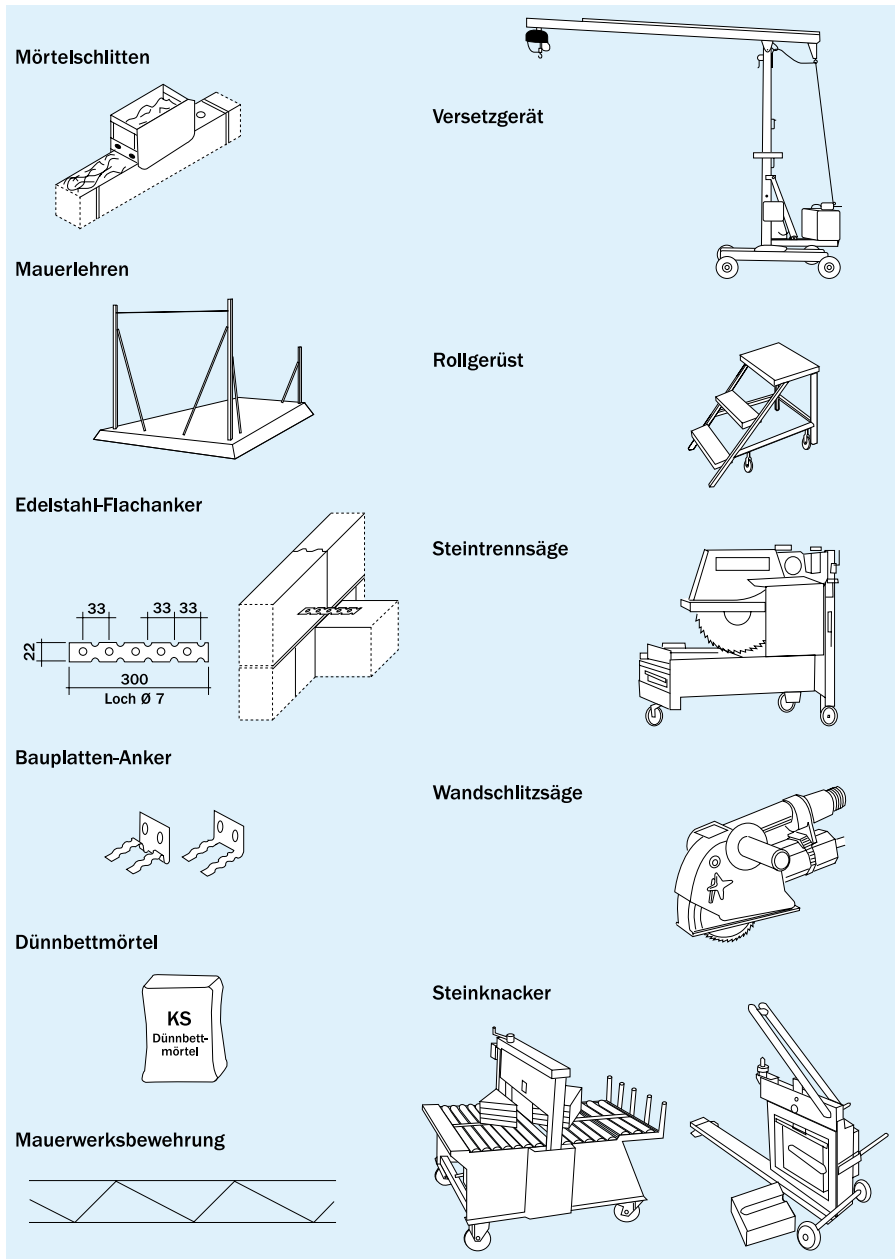 Mörtelschlitten
Mauerlehren
Edelstahl-Flachanker
33
33
33
22
300
Loch Ø 7
Bauplatten-Anker
Dünnbettmörtel
KS
Dünnbett-
mörtel
Mauerwerksbewehrung
Versetzgerät
Rollgerüst
Steintrennsäge
Wandschlitzsäge
Steinknacker